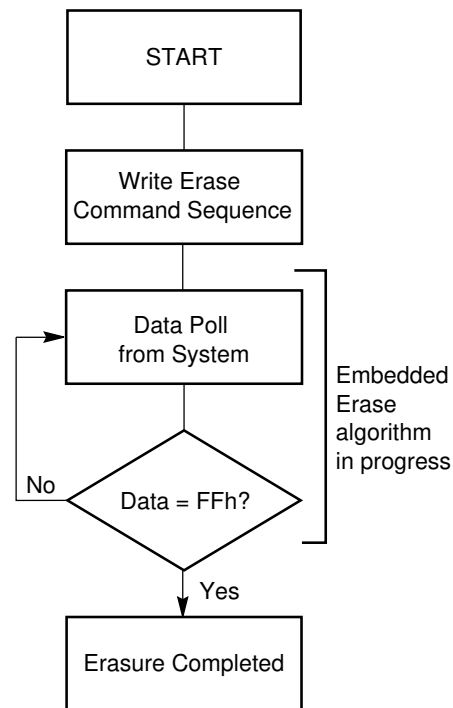 START
Write Erase
Command Sequence
Data Poll
from System
Embedded
Erase
algorithm
in progress
No
Data = FFh?
Yes
Erasure Completed